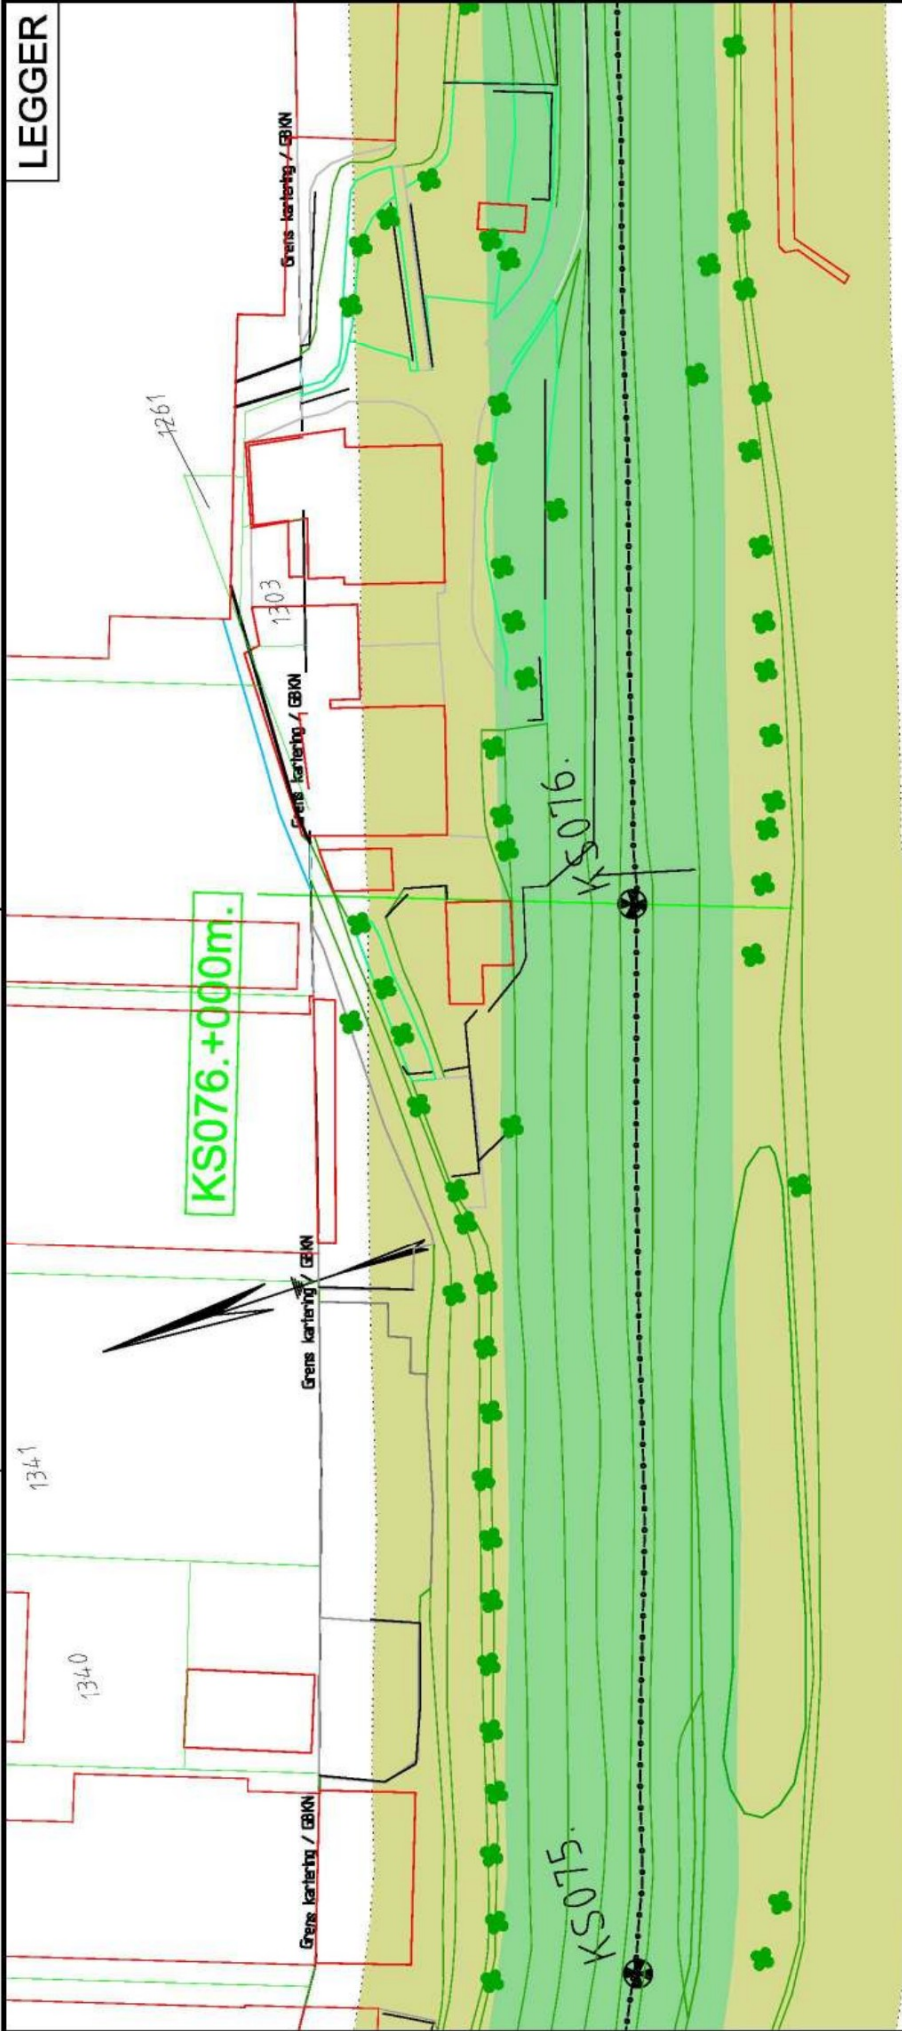 LEGGER
Grens kartering / GBKN
1261
1303
Grens kartering / GBKN
KS076.
KS076.+000m.
Grens kartering / GBKN
1341
1340
KS075.
Grens kartering / GBKN